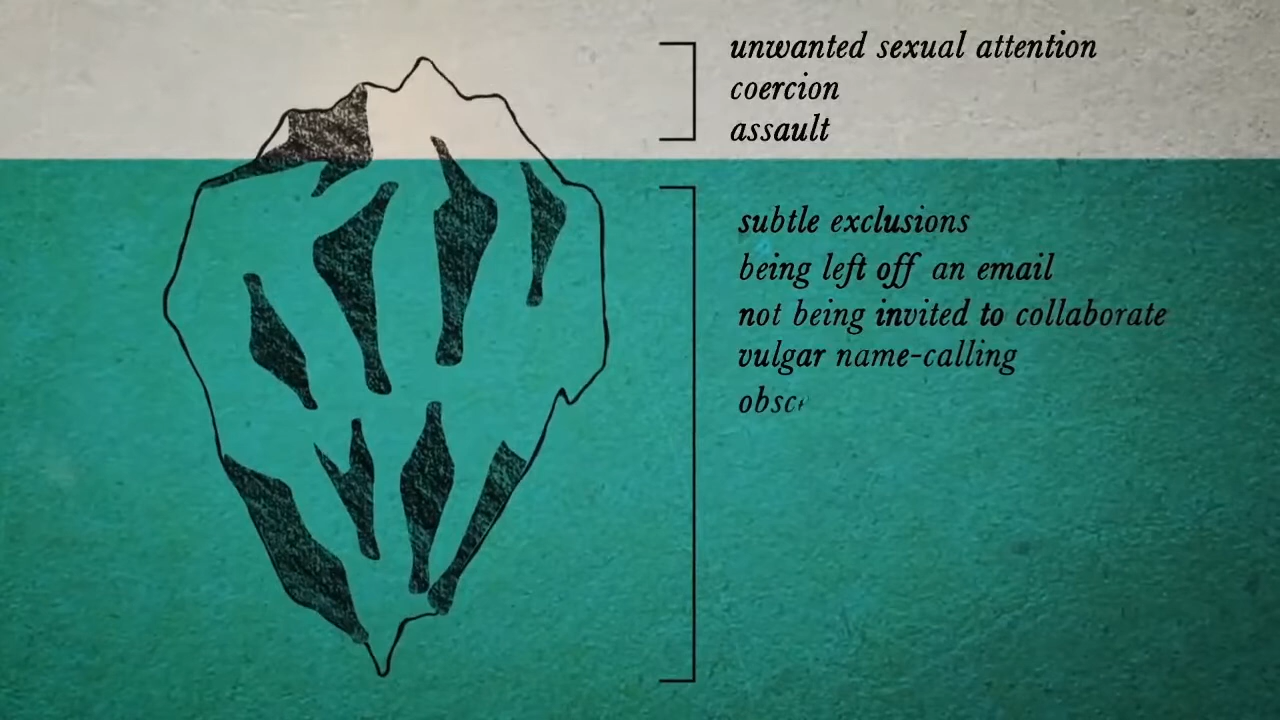 unwanted sexual attention
coercion
assault
subtle exclusions
being left off an email
not being invited to collaborate
vulgar name-calling